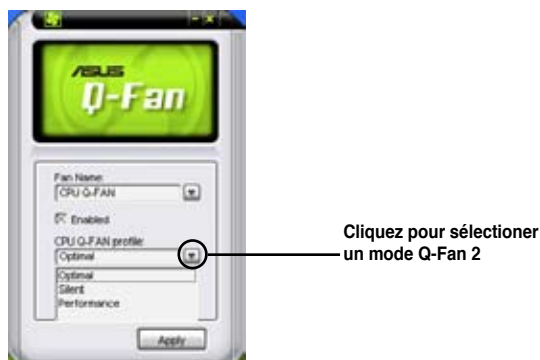 ASUS
Q-Fan
Fan Name:
CPU Q-FAN
Enabled
CPU Q-FAN profile:
Optimal
Cliquez pour sélectioner
un mode Q-Fan 2
Optimal
Silent
Performance
Apply